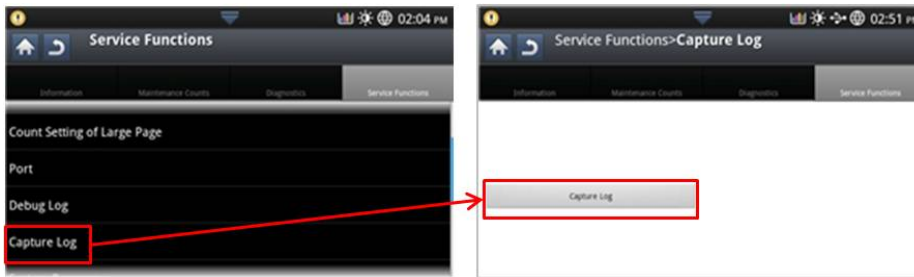 02:04 PM
Service Functions
Information Maintenance Counts Diagnostics Service Functions
Count Setting of Large Page
Port
Debug Log
Capture Log
02:51 PM
Service Functions>Capture Log
Information Maintenance Counts Diagnostics Service Functions
Capture Log